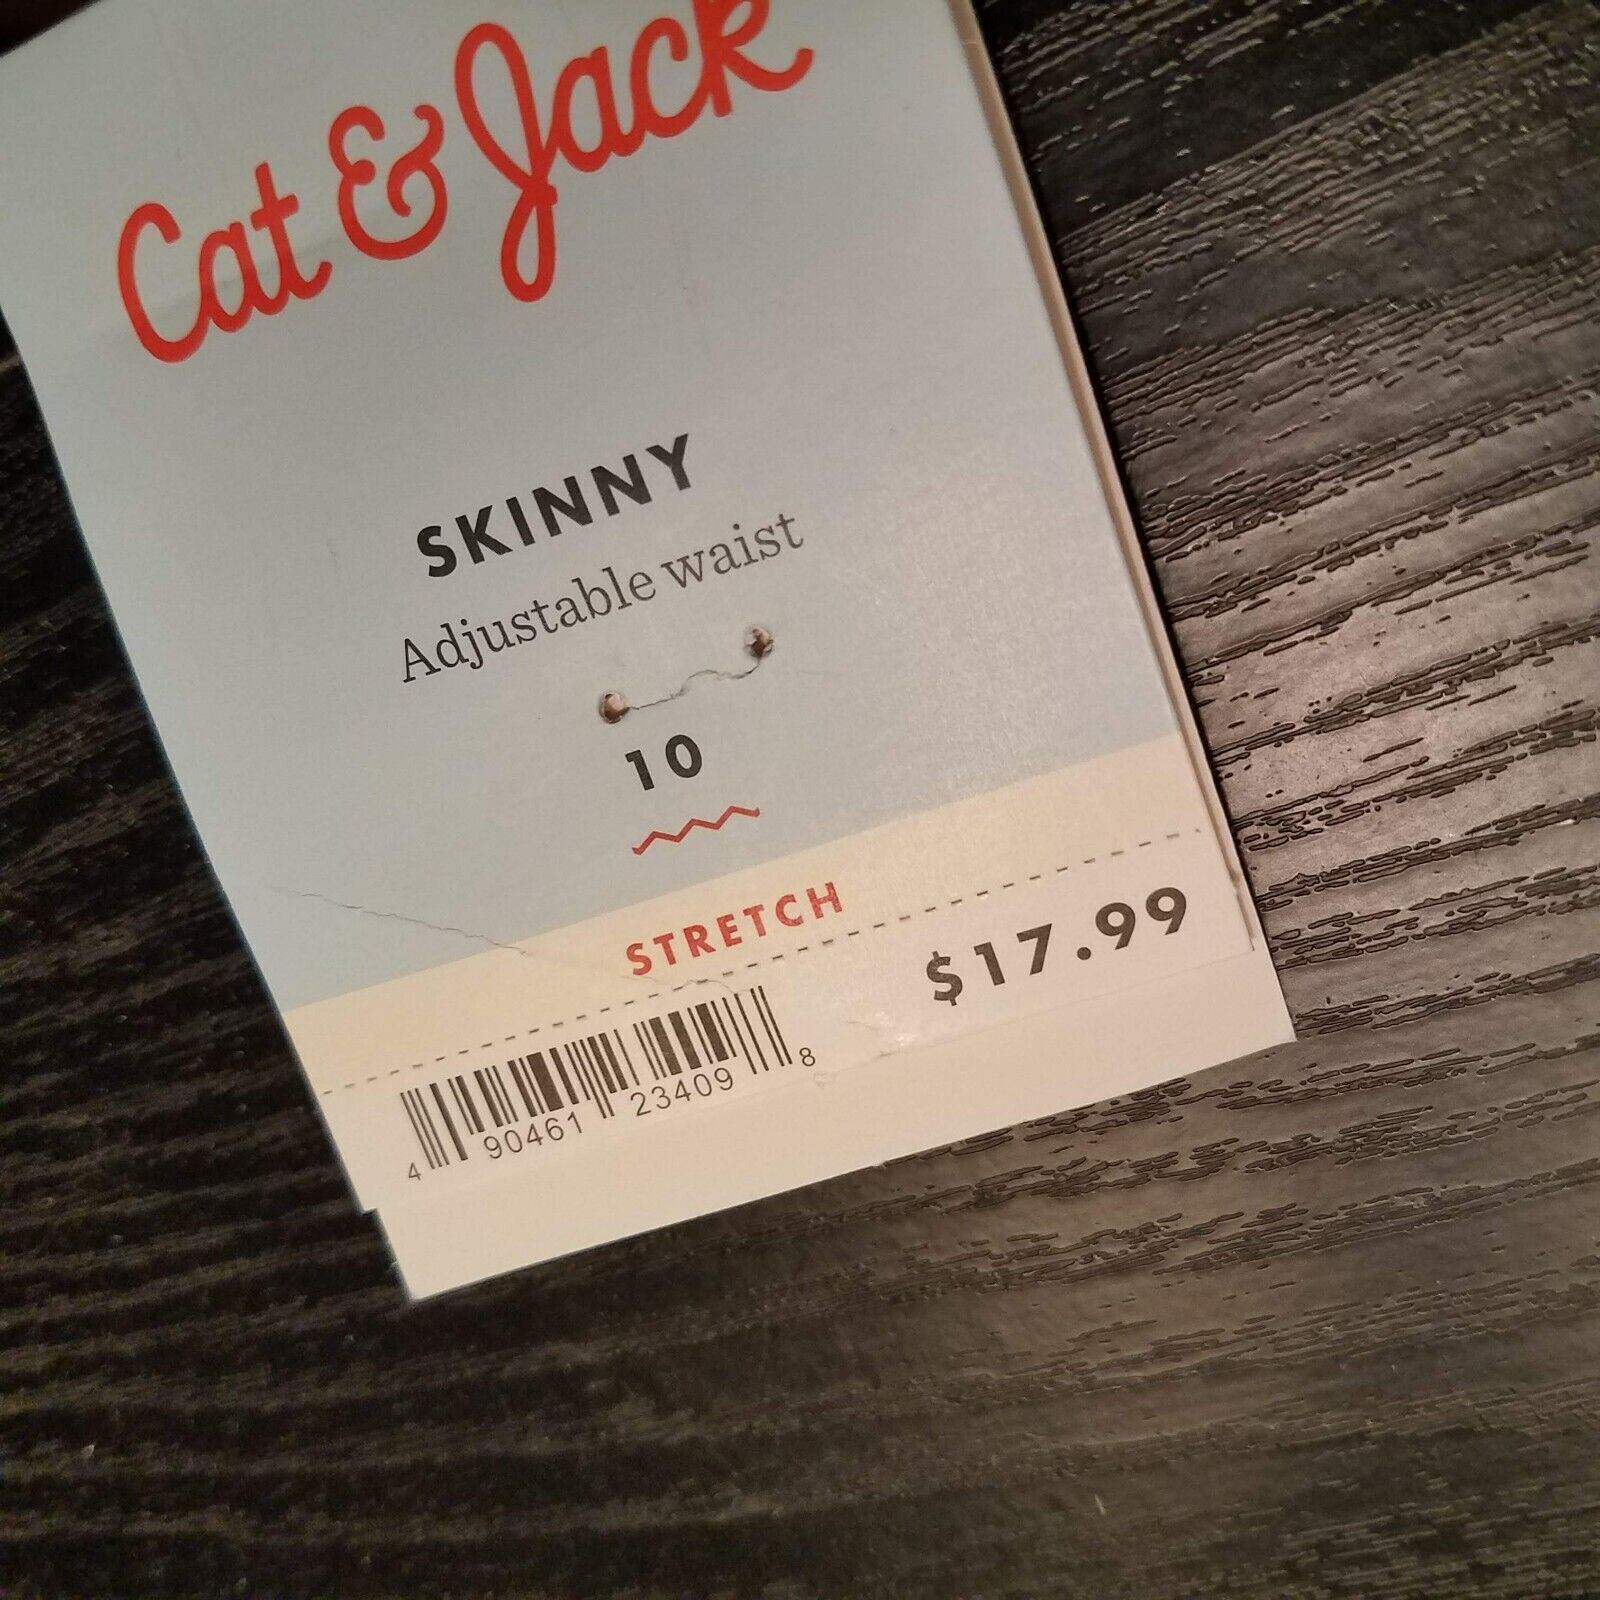 Cat & Jack
SKINNY
Adjustable waist
10
STRETCH
$17.99
4 90461 23409 8